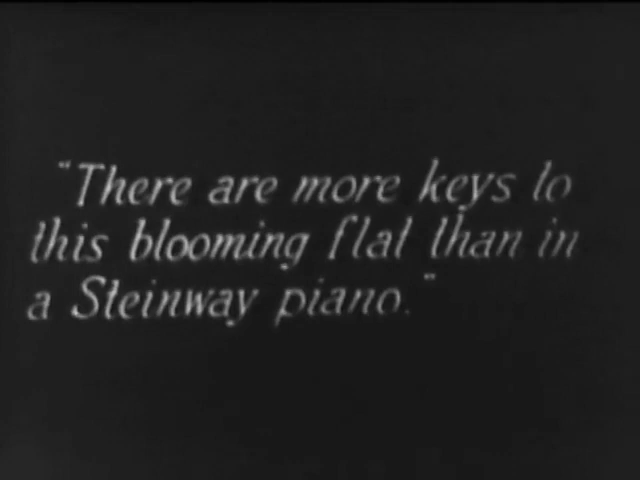 "There are more keys to
this blooming flat than in
a Steinway piano."